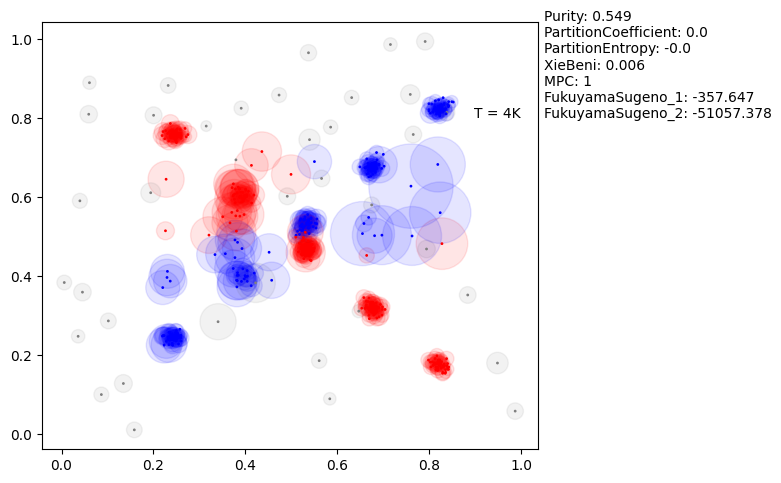 Purity: 0.549
PartitionCoefficient: 0.0
PartitionEntropy: -0.0
XieBeni: 0.006
MPC: 1
FukuyamaSugeno_1: -357.647
FukuyamaSugeno_2: -51057.378
T = 4K
1.0
0.8
0.6
0.4
0.2
0.0
0.0 0.2 0.4 0.6 0.8 1.0